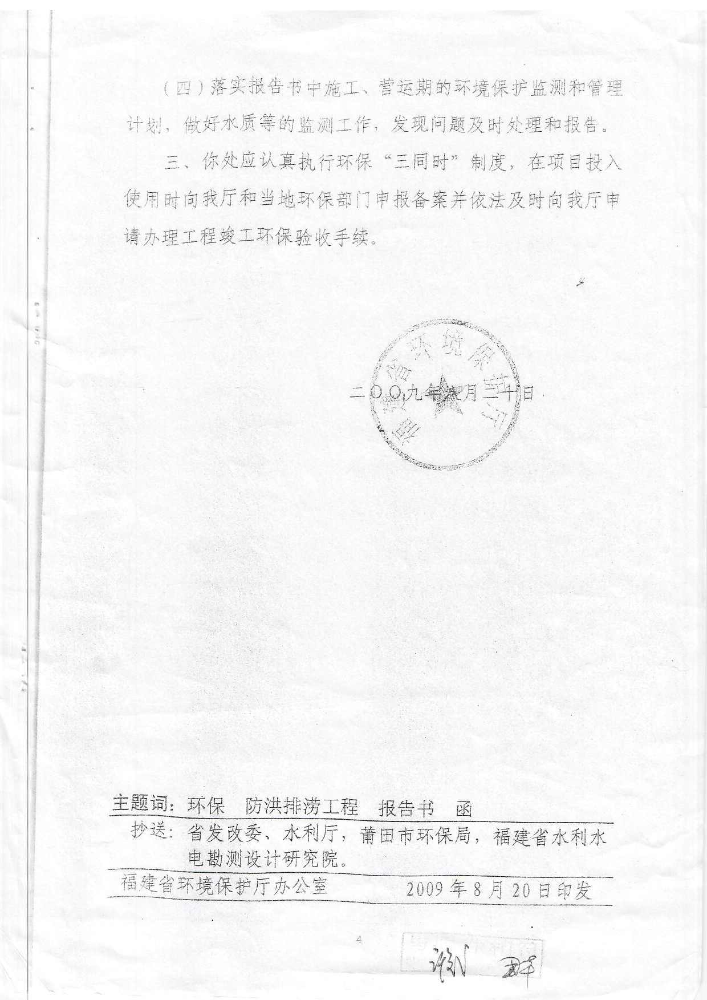 （四）落实报告书中施工、营运期的环境保护监测和管理
计划，做好水质等的监测工作，发现问题及时处理和报告。
三、你处应认真执行环保“三同时”制度，在项目投入
使用时向我厅和当地环保部门申报备案并依法及时向我厅申
请办理工程竣工环保验收手续。
福建省环境保护厅
二〇〇九年八月二十日
主题词：环保 防洪排涝工程 报告书 函
抄送：省发改委、水利厅，莆田市环保局，福建省水利水
电勘测设计研究院。
福建省环境保护厅办公室 2009年8月20日印发
4